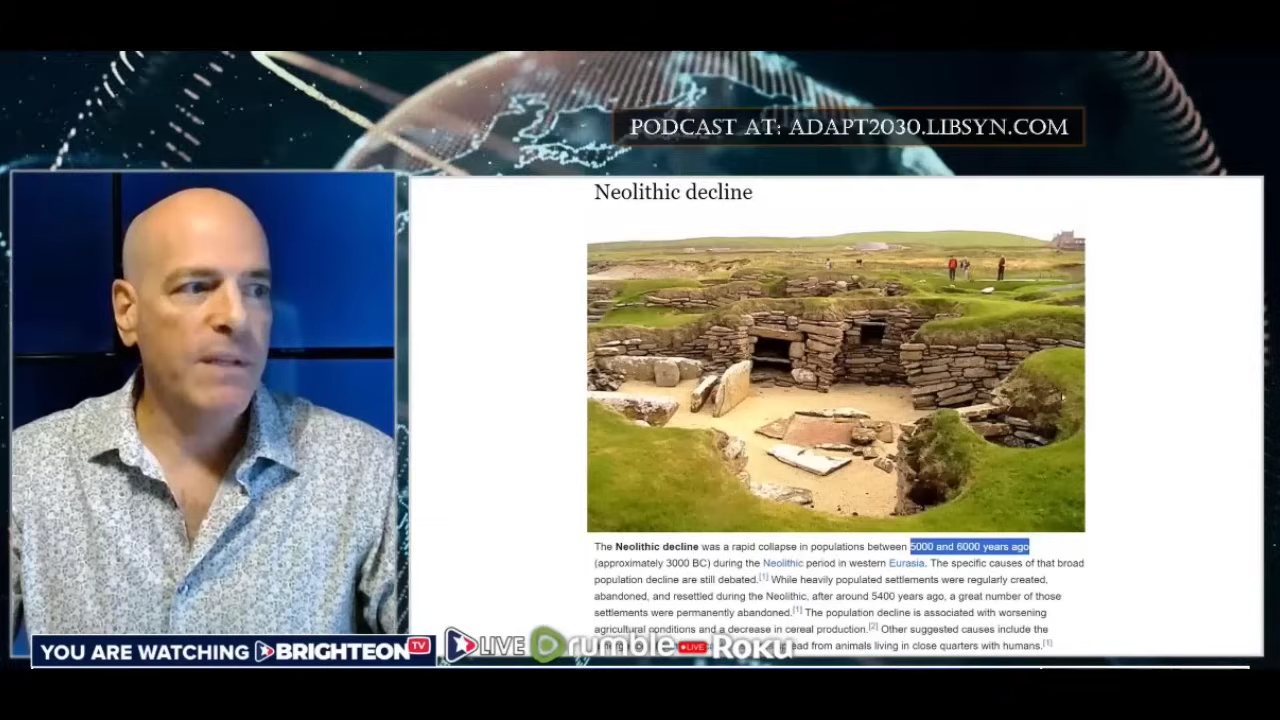 PODCAST AT: ADAPT2030.LIBSYN.COM
Neolithic decline
The Neolithic decline was a rapid collapse in populations between 5000 and 6000 years ago
(approximately 3000 BC) during the Neolithic period in western Eurasia. The specific causes of that broad
population decline are still debated.[1] While heavily populated settlements were regularly created,
abandoned, and resettled during the Neolithic, after around 5400 years ago, a great number of those
settlements were permanently abandoned.[1] The population decline is associated with worsening
agricultural conditions and a decrease in cereal production.[2] Other suggested causes include the
from animals living in close quarters with humans.[1]
YOU ARE WATCHING BRIGHTEON TV LIVE rumble LIVE Roku